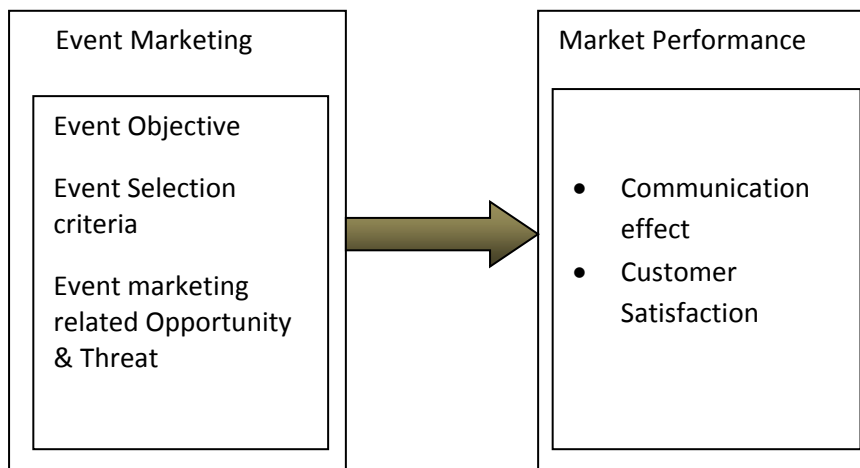 Event Marketing
Event Objective
Event Selection
criteria
Event marketing
related Opportunity
& Threat
Market Performance
• Communication
effect
• Customer
Satisfaction